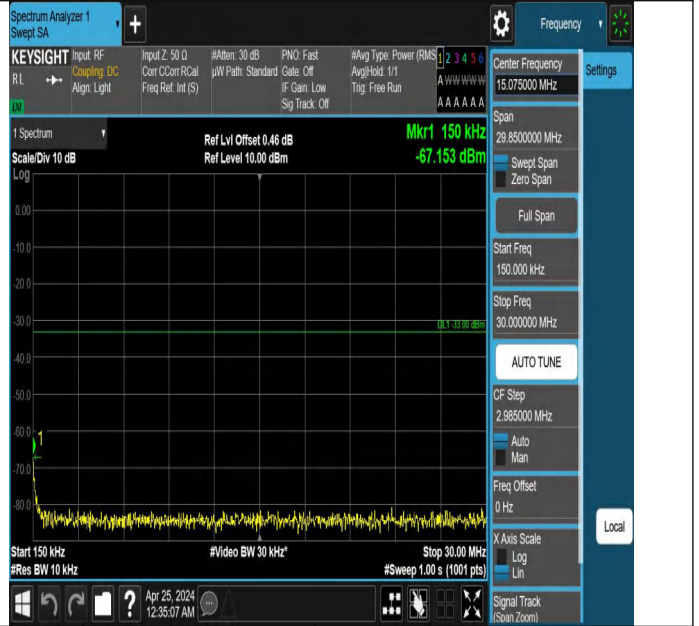 Spectrum Analyzer 1
Swept SA
Frequency
KEYSIGHT
RL
Input: RF
Coupling: DC
Align: Light
Input Z: 50 Ω
Corr CCorr RCal
Freq Ref: Int (S)
#Atten: 30 dB
µW Path: Standard
PNO: Fast
Gate: Off
IF Gain: Low
Sig Track: Off
#Avg Type: Power (RMS
Avg|Hold: 1/1
Trig: Free Run
1 2 3 4 5 6
A W W W W W
A A A A A A
1 Spectrum
Scale/Div 10 dB
Log
Ref Lvl Offset 0.46 dB
Ref Level 10.00 dBm
Mkr1 150 kHz
-67.153 dBm
0.00
-10.0
-20.0
-30.0
DL1 -33.00 dBm
-40.0
-50.0
-60.0
1
-70.0
-80.0
Start 150 kHz
#Video BW 30 kHz*
Stop 30.00 MHz
#Res BW 10 kHz
#Sweep 1.00 s (1001 pts)
Apr 25, 2024
12:35:07 AM
Center Frequency
15.075000 MHz
Settings
Span
29.8500000 MHz
Swept Span
Zero Span
Full Span
Start Freq
150.000 kHz
Stop Freq
30.000000 MHz
AUTO TUNE
CF Step
2.985000 MHz
Auto
Man
Freq Offset
0 Hz
X Axis Scale
Log
Lin
Local
Signal Track
(Span Zoom)